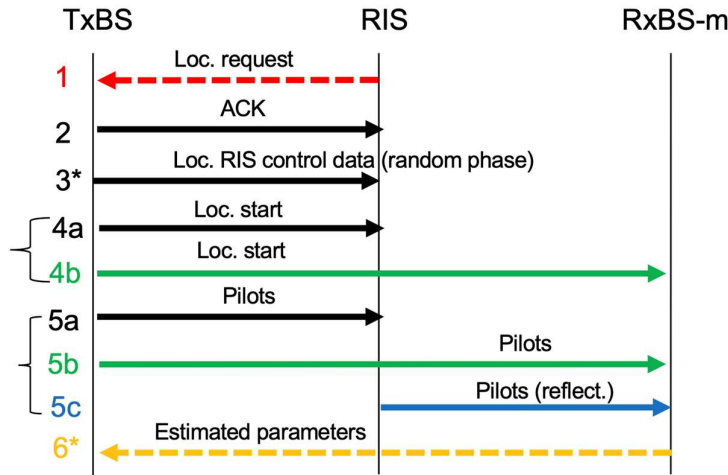 TxBS RIS RxBS-m
1 Loc. request
2 ACK
3* Loc. RIS control data (random phase)
4a Loc. start
4b Loc. start
5a Pilots
5b Pilots
5c Pilots (reflect.)
6* Estimated parameters